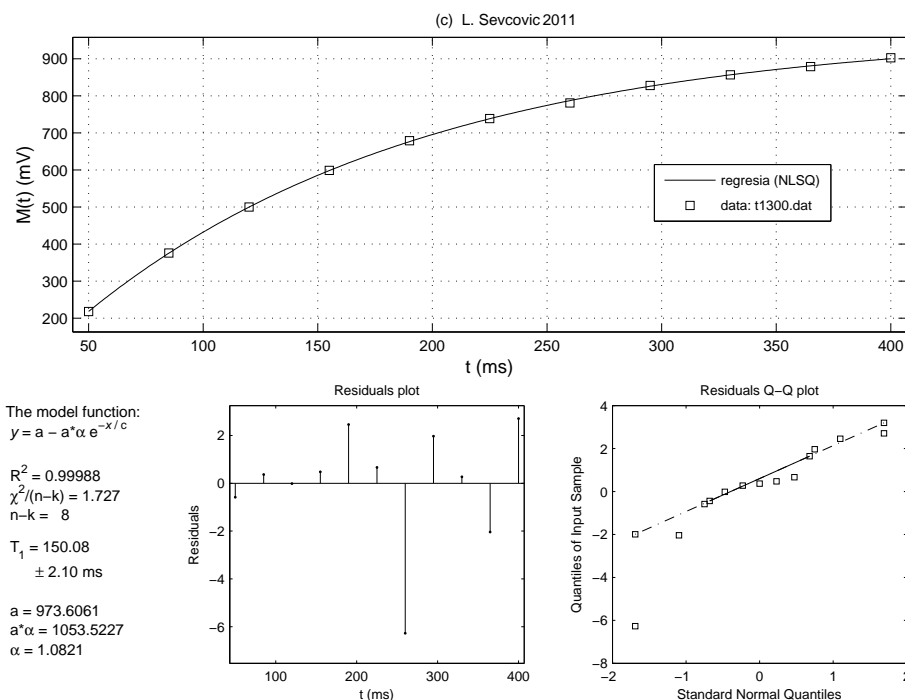 (c) L. Sevcovic 2011
900
800
700
600
500
400
300
200
M(t) (mV)
50 100 150 200 250 300 350 400
t (ms)
regresia (NLSQ)
data: t1300.dat
The model function:
y = a − a*α e^−x/c
R^2 = 0.99988
χ^2/(n−k) = 1.727
n−k = 8
T_1 = 150.08
± 2.10 ms
a = 973.6061
a*α = 1053.5227
α = 1.0821
Residuals plot
2
0
−2
−4
−6
Residuals
100 200 300 400
t (ms)
Residuals Q−Q plot
4
2
0
−2
−4
−6
−8
Quantiles of Input Sample
−2 −1 0 1 2
Standard Normal Quantiles